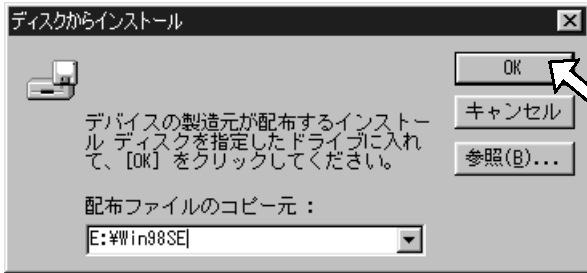 ディスクからインストール
OK
デバイスの製造元が配布するインストー
ル ディスクを指定したドライブに入れ
て、[OK] をクリックしてください。
キャンセル
参照(B)...
配布ファイルのコピー元：
E:¥Win98SE